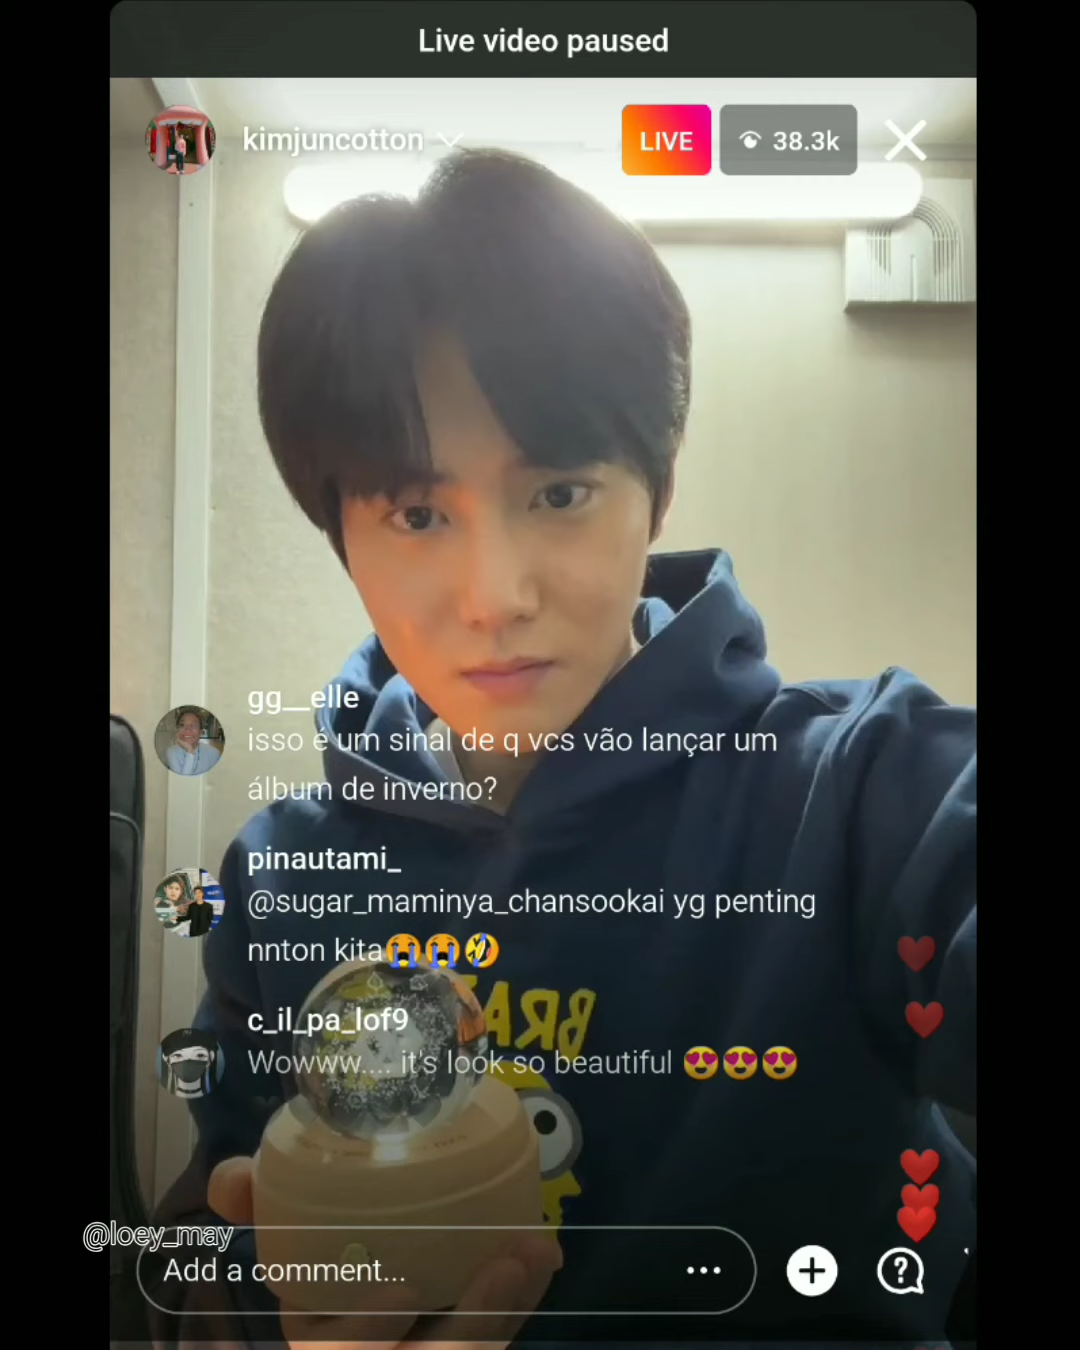 Live video paused
kimjuncotton
LIVE
38.3k
gg__elle
isso é um sinal de q vcs vão lançar um
álbum de inverno?
pinautami_
@sugar_maminya_chansookai yg penting
nnton kita😭😭🤣
c_il_pa_lof9
Wowww.... it's look so beautiful 😍😍😍
@loey_may
Add a comment...